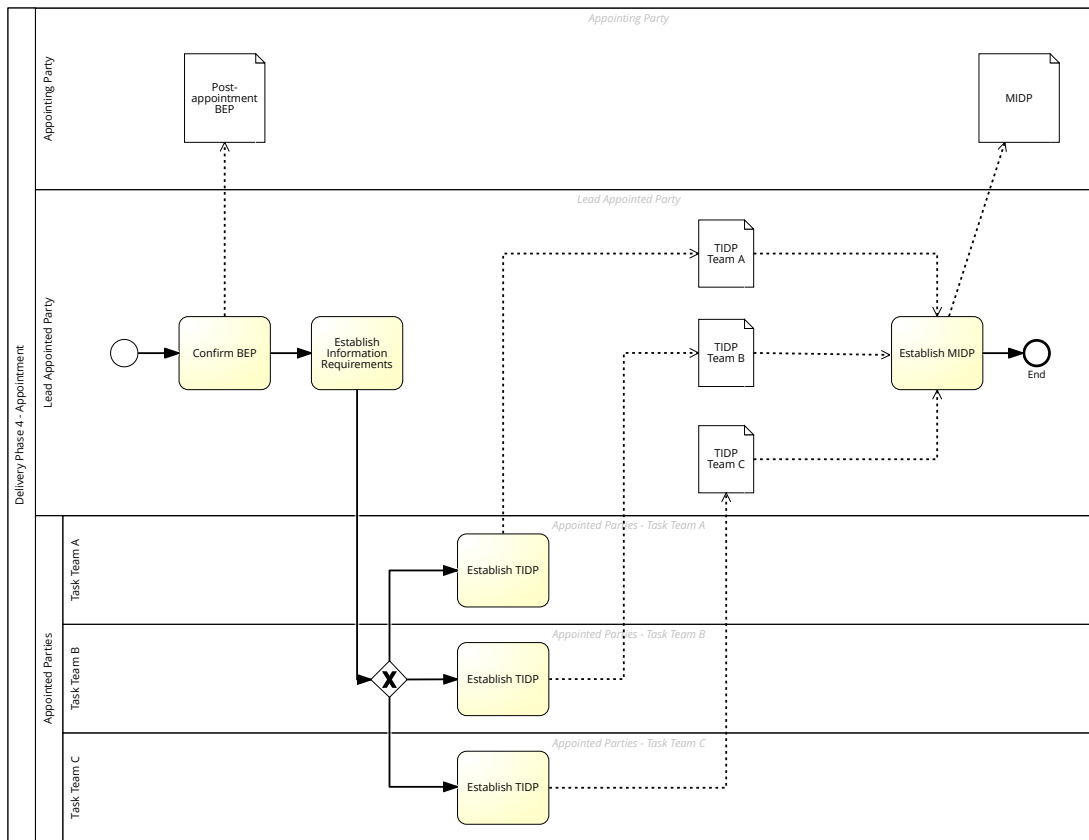 Delivery Phase 4 - Appointment
Appointing Party
Appointing Party
Post-
appointment
BEP
MIDP
Lead Appointed Party
Lead Appointed Party
TIDP
Team A
Confirm BEP
Establish
Information
Requirements
TIDP
Team B
Establish MIDP
End
TIDP
Team C
Appointed Parties
Task Team A
Appointed Parties - Task Team A
Establish TIDP
Task Team B
Appointed Parties - Task Team B
X
Establish TIDP
Task Team C
Appointed Parties - Task Team C
Establish TIDP